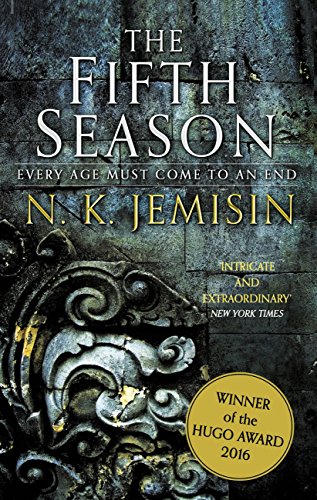 THE
FIFTH
SEASON
EVERY AGE MUST COME TO AN END
N. K. JEMISIN
'INTRICATE
AND
EXTRAORDINARY'
NEW YORK TIMES
WINNER
of the
HUGO AWARD
2016